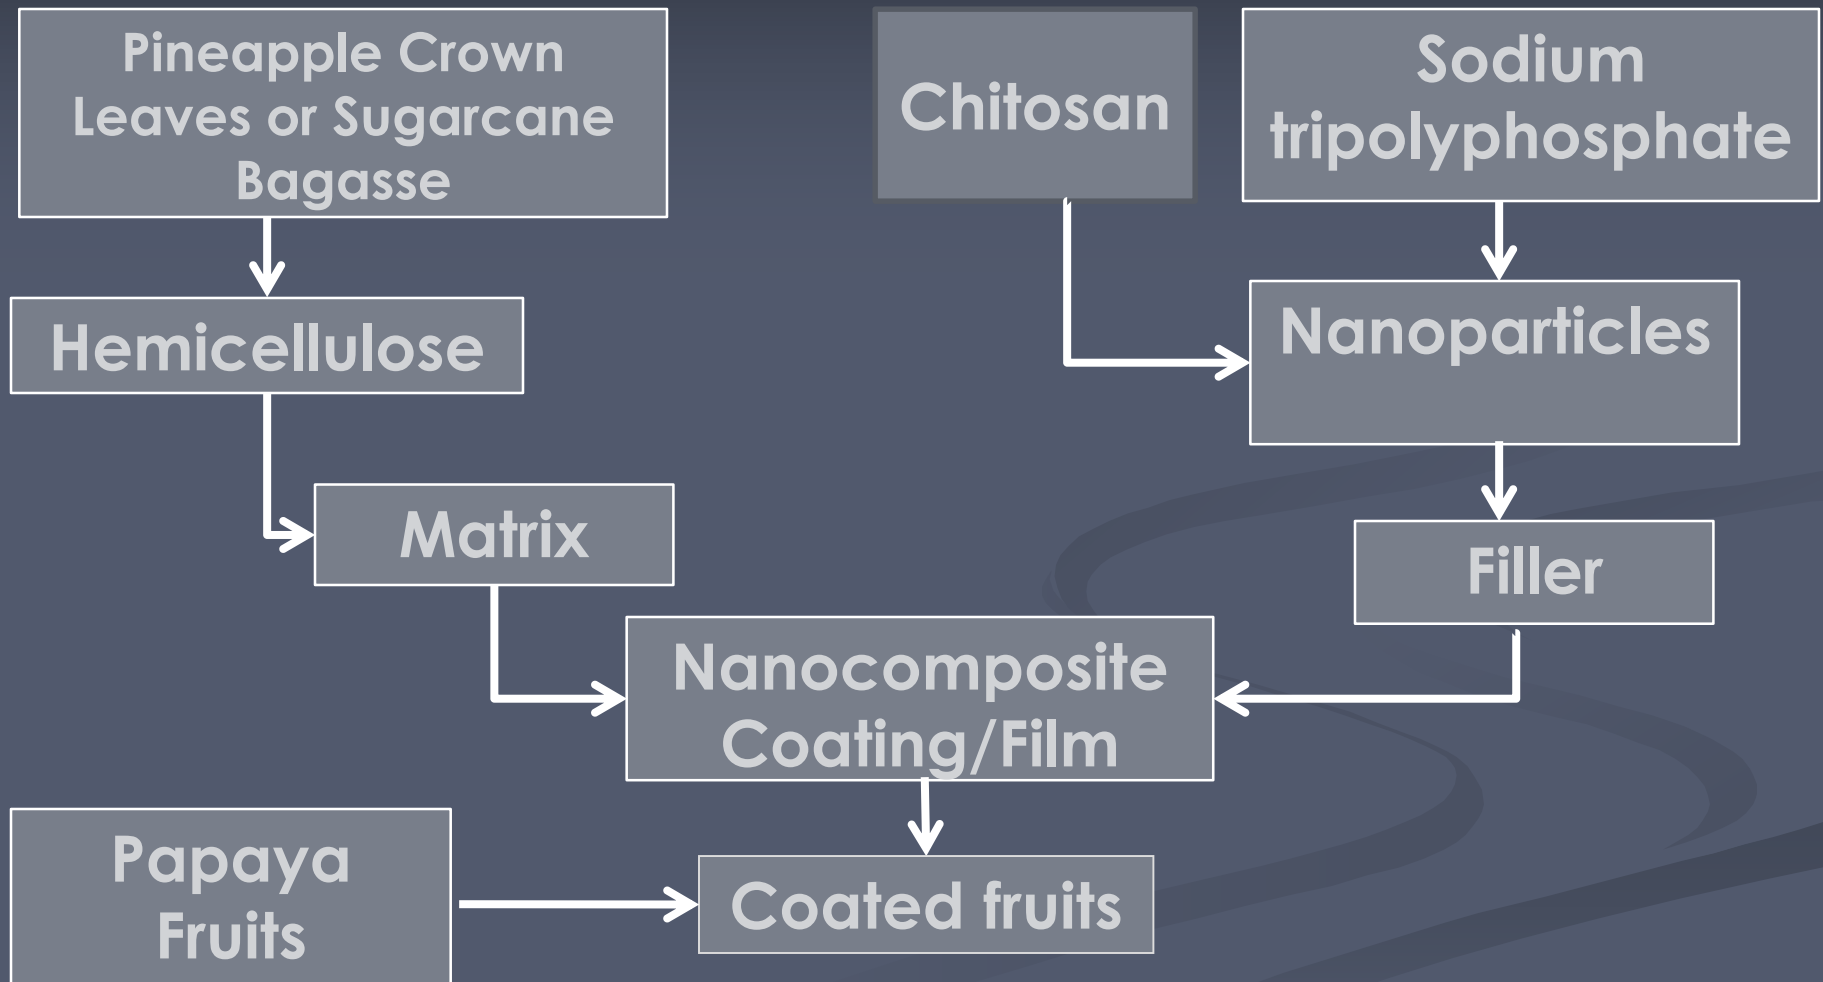 Pineapple Crown
Leaves or Sugarcane
Bagasse
Chitosan
Sodium
tripolyphosphate
Hemicellulose
Nanoparticles
Matrix
Filler
Nanocomposite
Coating/Film
Papaya
Fruits
Coated fruits